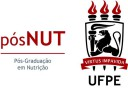 pósNUT
Pós-Graduação
em Nutrição
VIRTUS IMPAVIDA
UFPE